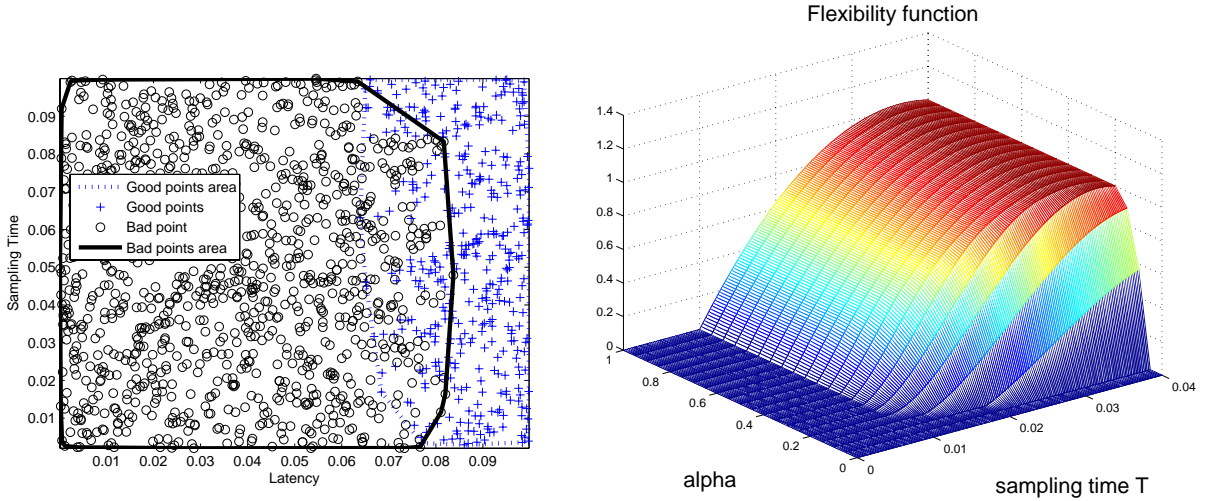 0.09
0.08
0.07
0.06
0.05
0.04
0.03
0.02
0.01
Sampling Time
Good points area
Good points
Bad point
Bad points area
0.01 0.02 0.03 0.04 0.05 0.06 0.07 0.08 0.09
Latency
Flexibility function
1.4
1.2
1
0.8
0.6
0.4
0.2
0
1 0.8 0.6 0.4 0.2 0
alpha
0 0.01 0.02 0.03 0.04
sampling time T